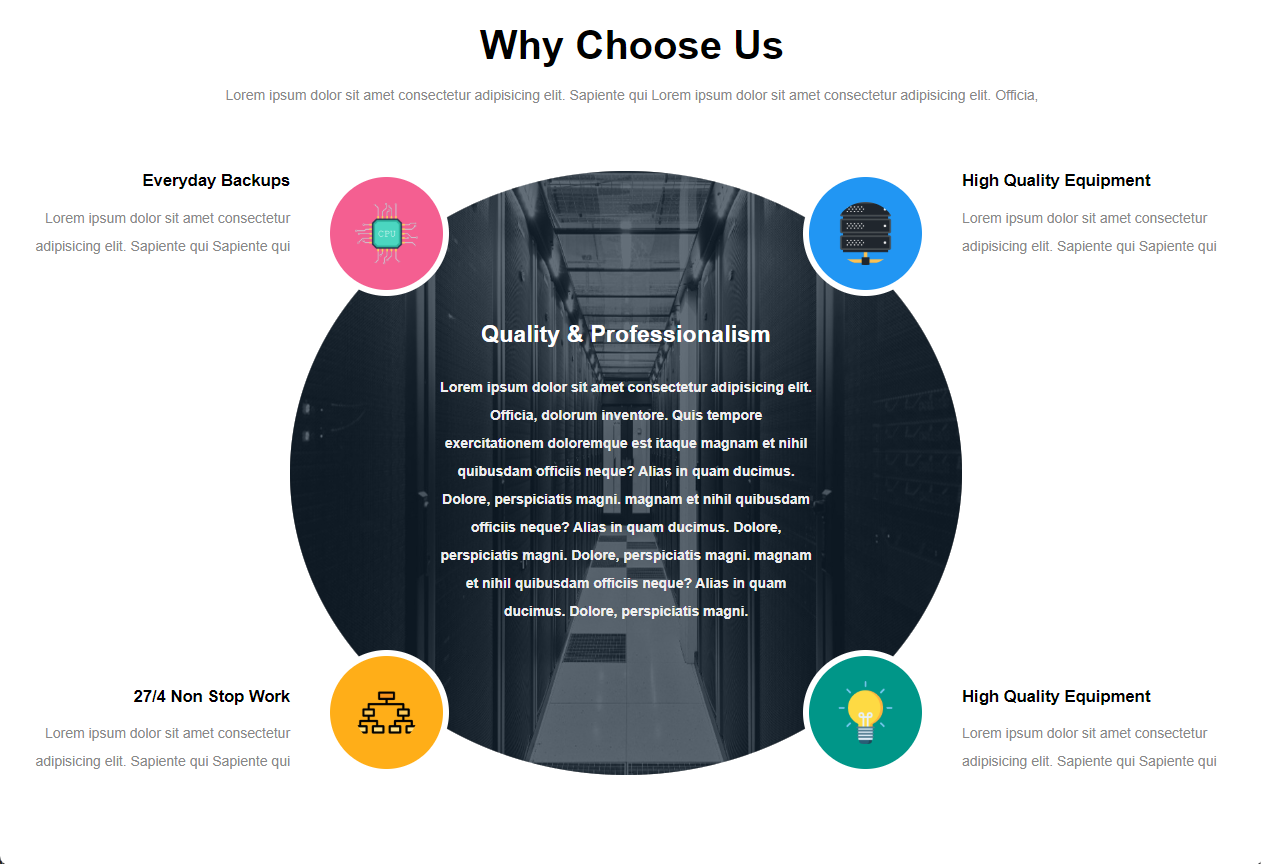 Why Choose Us
Lorem ipsum dolor sit amet consectetur adipisicing elit. Sapiente qui Lorem ipsum dolor sit amet consectetur adipisicing elit. Officia,
Everyday Backups
Lorem ipsum dolor sit amet consectetur
adipisicing elit. Sapiente qui Sapiente qui
CPU
High Quality Equipment
Lorem ipsum dolor sit amet consectetur
adipisicing elit. Sapiente qui Sapiente qui
Quality & Professionalism
Lorem ipsum dolor sit amet consectetur adipisicing elit.
Officia, dolorum inventore. Quis tempore
exercitationem doloremque est itaque magnam et nihil
quibusdam officiis neque? Alias in quam ducimus.
Dolore, perspiciatis magni. magnam et nihil quibusdam
officiis neque? Alias in quam ducimus. Dolore,
perspiciatis magni. Dolore, perspiciatis magni. magnam
et nihil quibusdam officiis neque? Alias in quam
ducimus. Dolore, perspiciatis magni.
27/4 Non Stop Work
Lorem ipsum dolor sit amet consectetur
adipisicing elit. Sapiente qui Sapiente qui
High Quality Equipment
Lorem ipsum dolor sit amet consectetur
adipisicing elit. Sapiente qui Sapiente qui